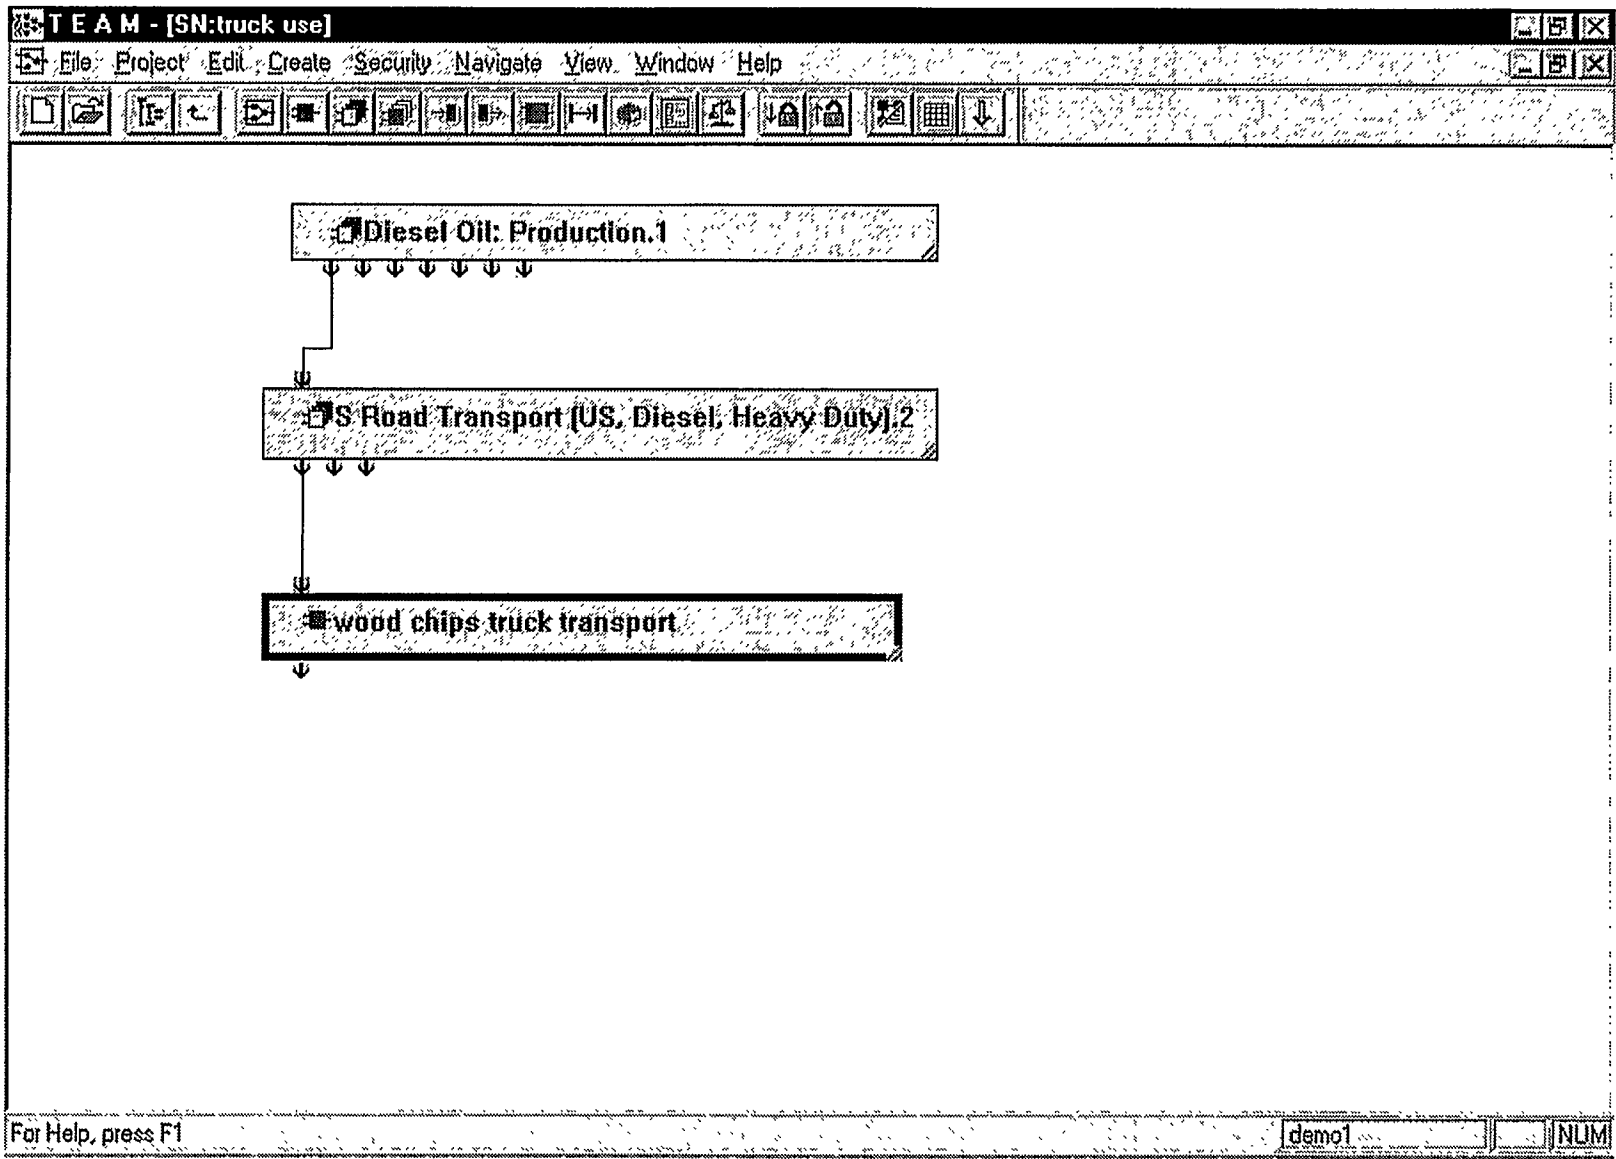 T E A M - [SN:truck use]
File Project Edit Create Security Navigate View Window Help
Diesel Oil: Production.1
S Road Transport (US, Diesel, Heavy Duty).2
wood chips truck transport
For Help, press F1 demo1 NUM